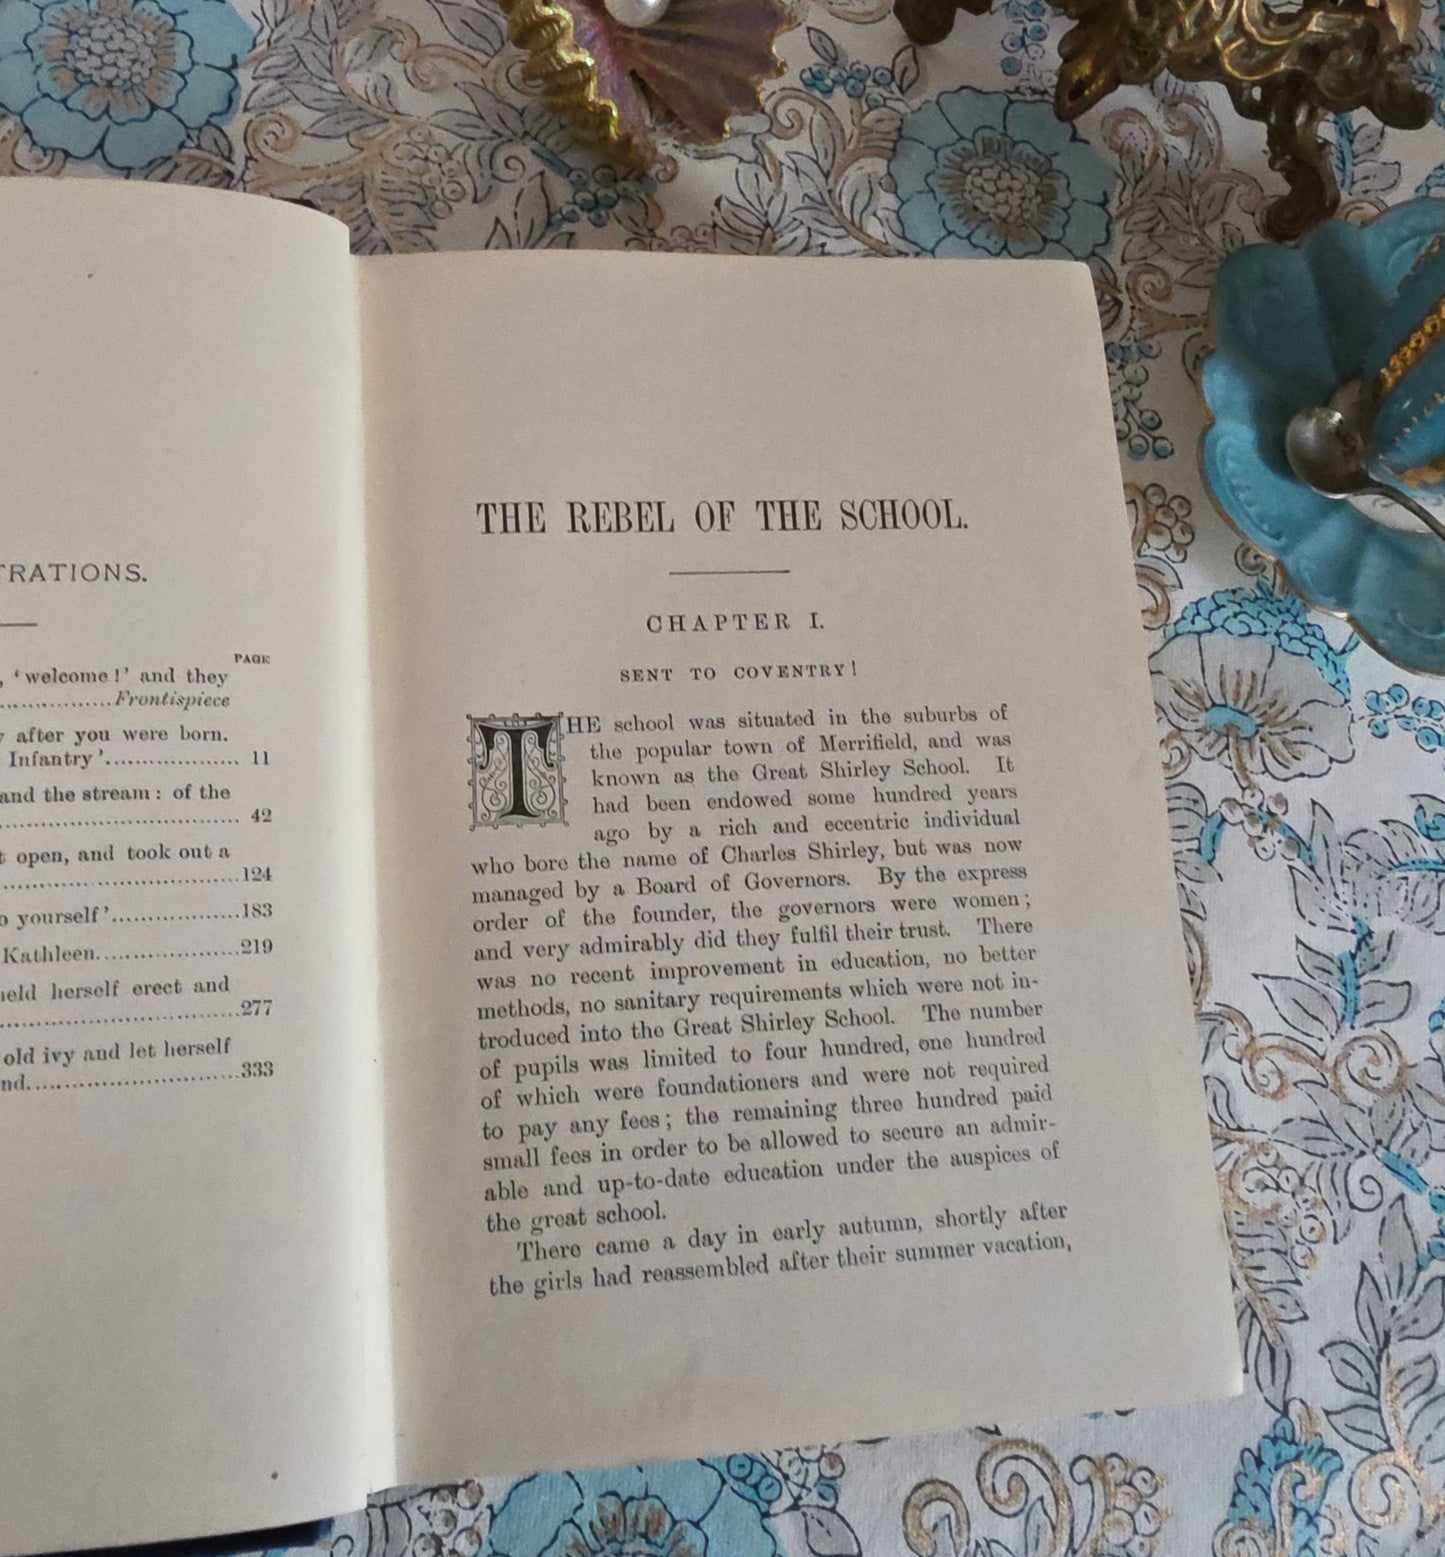 TRATIONS.
PAGE
, 'welcome!' and they
................Frontispiece
after you were born.
Infantry'.................. 11
and the stream: of the
................................ 42
open, and took out a
................................124
yourself'..................183
Kathleen....................219
herself erect and
................................277
old ivy and let herself
nd............................333
THE REBEL OF THE SCHOOL.
CHAPTER I.
SENT TO COVENTRY!
THE school was situated in the suburbs of
the popular town of Merrifield, and was
known as the Great Shirley School. It
had been endowed some hundred years
ago by a rich and eccentric individual
who bore the name of Charles Shirley, but was now
managed by a Board of Governors. By the express
order of the founder, the governors were women;
and very admirably did they fulfil their trust. There
was no recent improvement in education, no better
methods, no sanitary requirements which were not in-
troduced into the Great Shirley School. The number
of pupils was limited to four hundred, one hundred
of which were foundationers and were not required
to pay any fees; the remaining three hundred paid
small fees in order to be allowed to secure an admir-
able and up-to-date education under the auspices of
the great school.
There came a day in early autumn, shortly after
the girls had reassembled after their summer vacation,